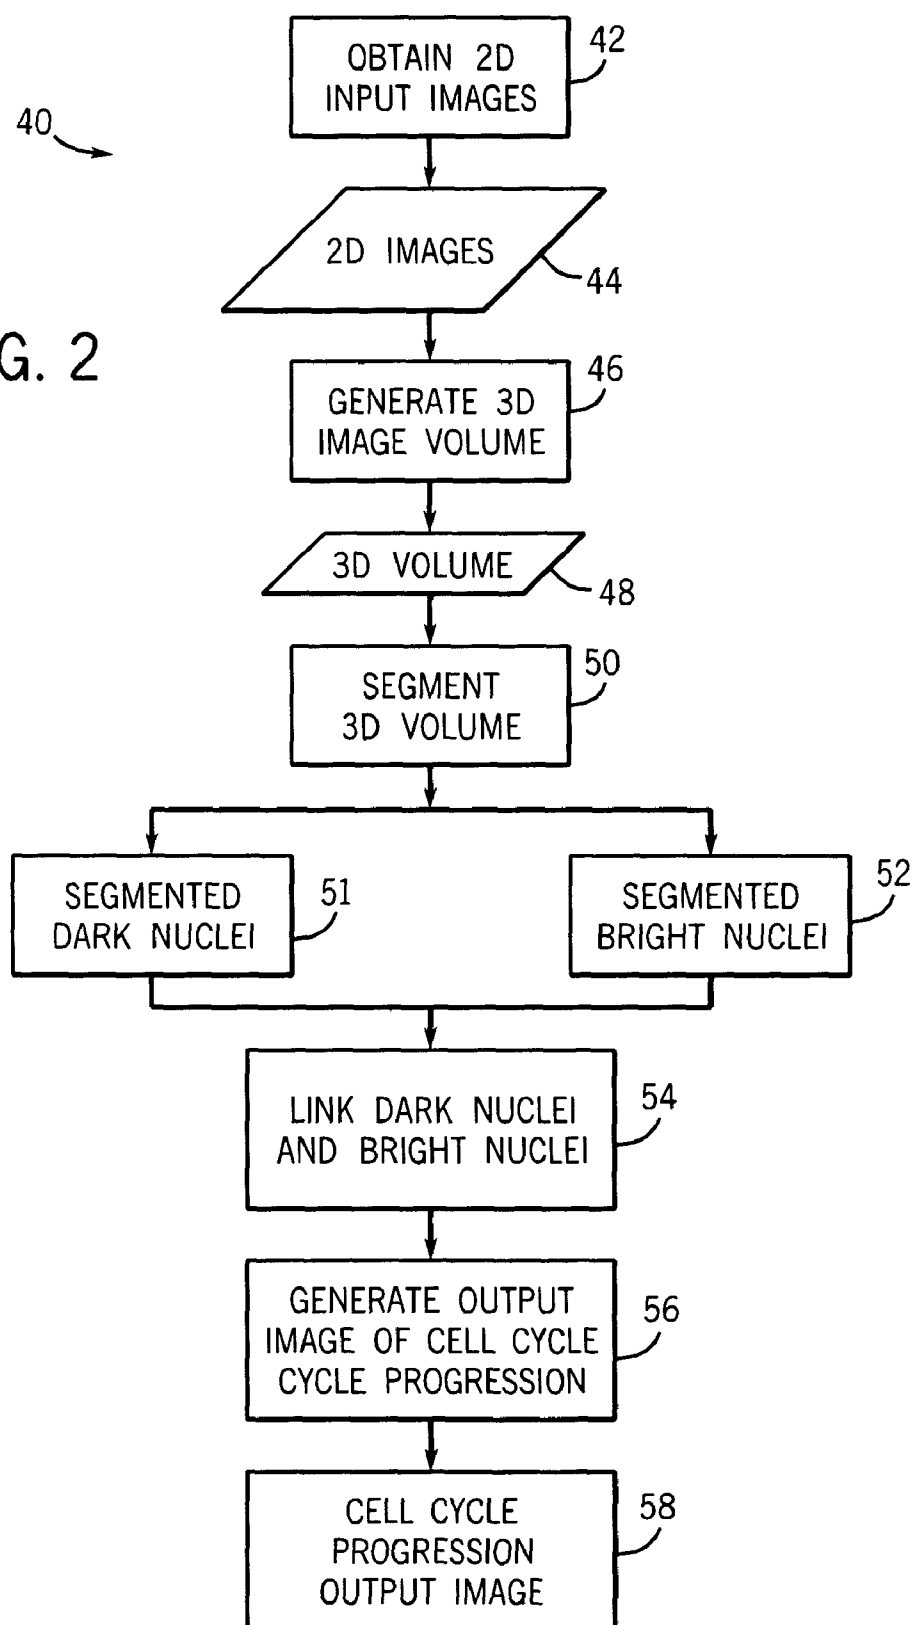 OBTAIN 2D
INPUT IMAGES
42
40
2D IMAGES
44
G. 2
GENERATE 3D
IMAGE VOLUME
46
3D VOLUME
48
SEGMENT
3D VOLUME
50
SEGMENTED
DARK NUCLEI
51
SEGMENTED
BRIGHT NUCLEI
52
LINK DARK NUCLEI
AND BRIGHT NUCLEI
54
GENERATE OUTPUT
IMAGE OF CELL CYCLE
CYCLE PROGRESSION
56
CELL CYCLE
PROGRESSION
OUTPUT IMAGE
58